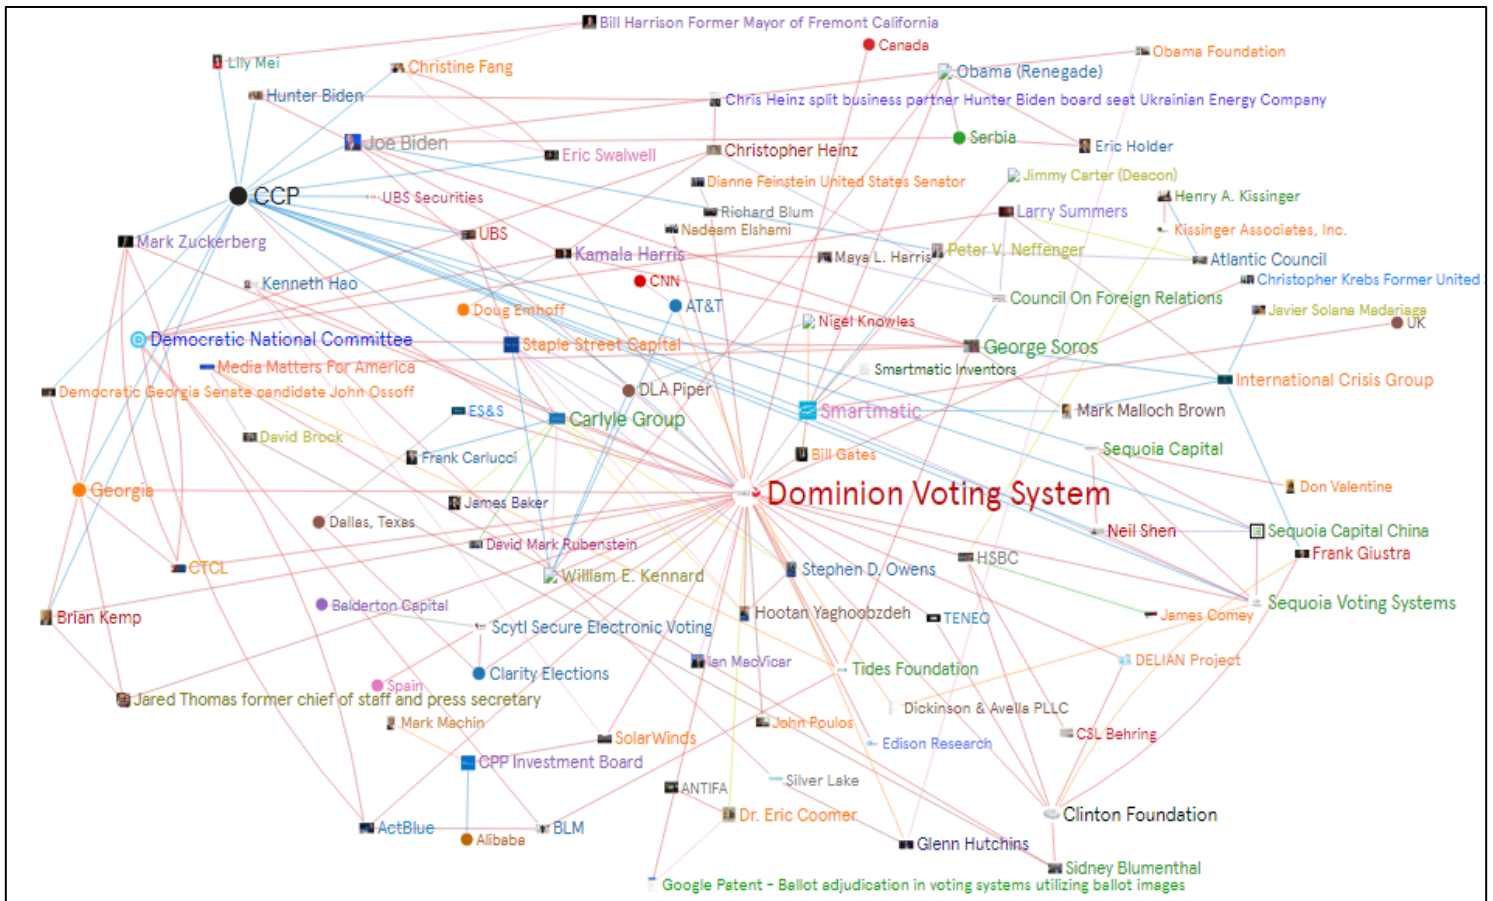 Bill Harrison Former Mayor of Fremont California
Canada
Obama Foundation
Lily Mei
Christine Fang
Obama (Renegade)
Hunter Biden
Chris Heinz split business partner Hunter Biden board seat Ukrainian Energy Company
Serbia
Joe Biden
Eric Holder
Christopher Heinz
Eric Swalwell
Jimmy Carter (Deacon)
Dianne Feinstein United States Senator
CCP
UBS Securities
Henry A. Kissinger
Richard Blum
Larry Summers
Nadeam Elshami
Kissinger Associates, Inc.
UBS
Mark Zuckerberg
Kamala Harris
Maya L. Harris
Peter V. Neffenger
Atlantic Council
CNN
Christopher Krebs Former United
Kenneth Hao
Council On Foreign Relations
AT&T
Doug Emhoff
Javier Solana Madariaga
Nigel Knowles
UK
Democratic National Committee
Staple Street Capital
George Soros
Media Matters For America
Smartmatic Inventors
International Crisis Group
Democratic Georgia Senate candidate John Ossoff
DLA Piper
ES&S
Smartmatic
Mark Malloch Brown
Carlyle Group
David Brock
Sequoia Capital
Frank Carlucci
Bill Gates
Don Valentine
Georgia
Dominion Voting System
James Baker
Dallas, Texas
Neil Shen
Sequoia Capital China
David Mark Rubenstein
HSBC
Frank Giustra
CTCL
William E. Kennard
Stephen D. Owens
Balderton Capital
Sequoia Voting Systems
Brian Kemp
Hootan Yaghoobzdeh
TENEO
James Comey
Scytl Secure Electronic Voting
Ian MacVicar
DELIAN Project
Clarity Elections
Tides Foundation
Spain
Jared Thomas former chief of staff and press secretary
Dickinson & Avella PLLC
Mark Machin
John Poulos
CSL Behring
SolarWinds
Edison Research
CPP Investment Board
Silver Lake
ANTIFA
Dr. Eric Coomer
Clinton Foundation
ActBlue
BLM
Alibaba
Glenn Hutchins
Sidney Blumenthal
Google Patent - Ballot adjudication in voting systems utilizing ballot images